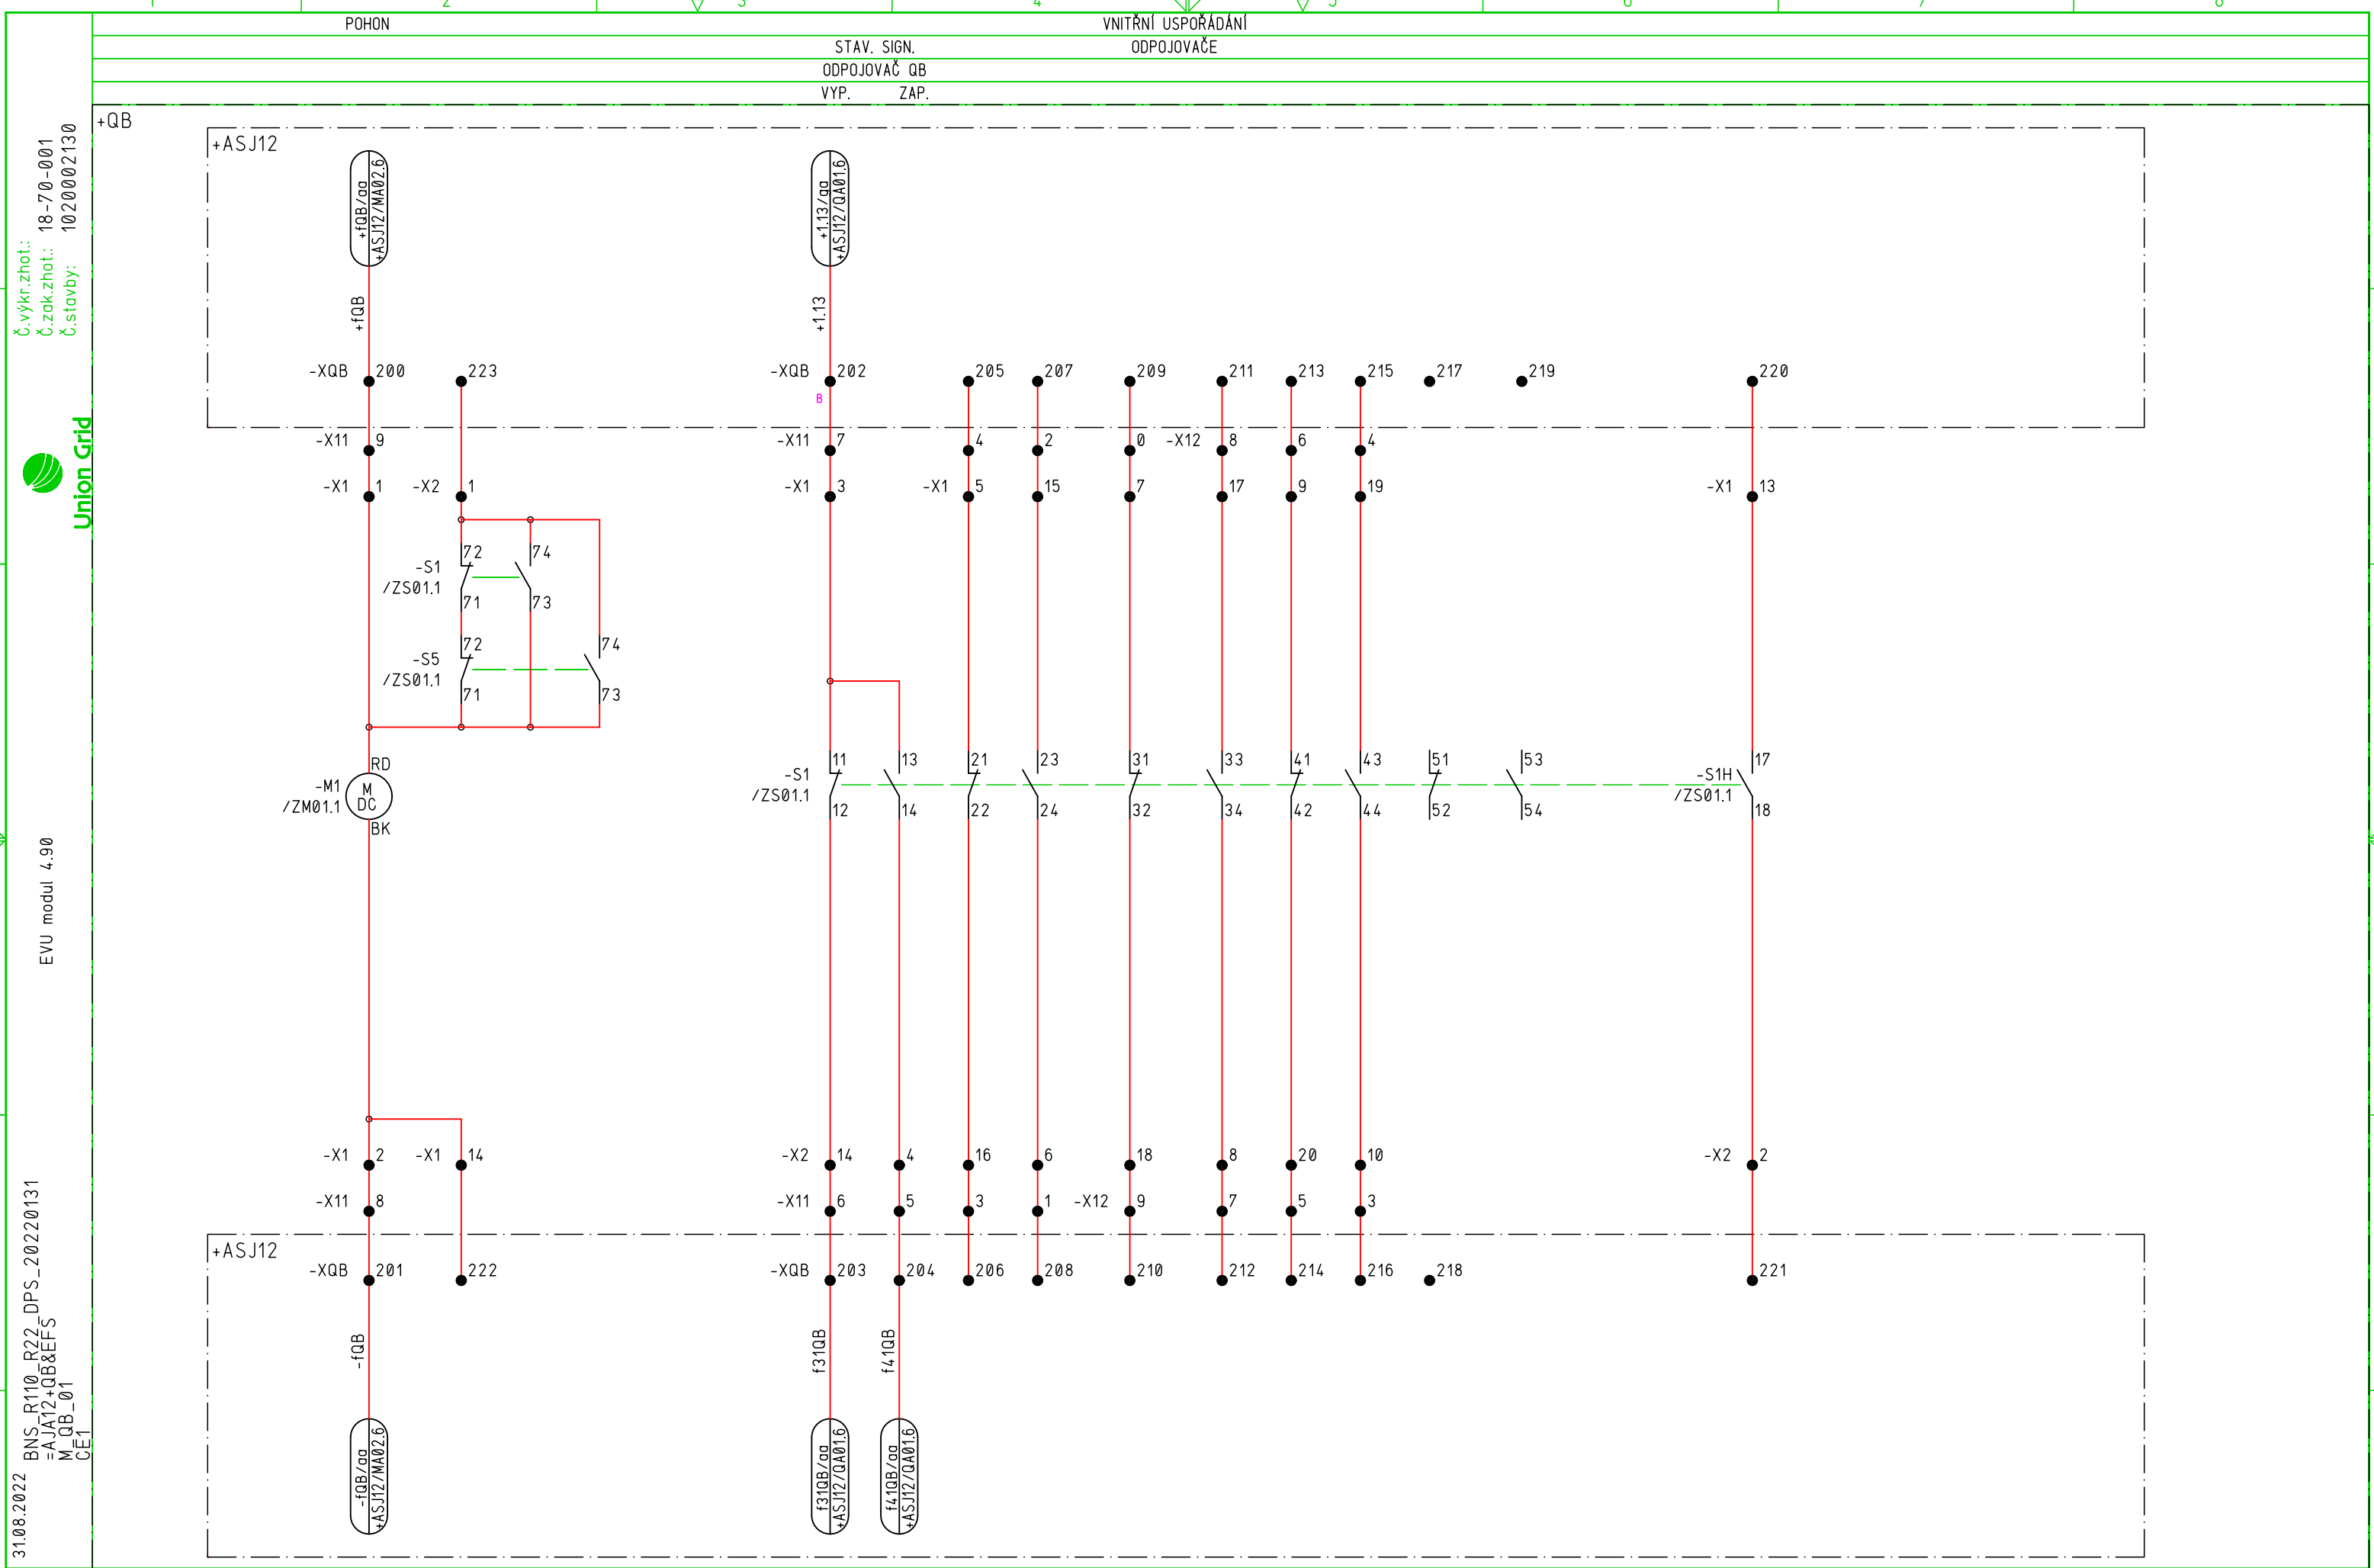 1 2 3 4 5 6 7 8
POHON VNITŘNÍ USPOŘÁDÁNÍ
STAV. SIGN. ODPOJOVAČE
ODPOJOVAČ QB
VYP. ZAP.
+QB
+ASJ12
+fQB/aa
+ASJ12/MA02.6
+1.13/aa
+ASJ12/QA01.6
+fQB
+1.13
-XQB 200 223 -XQB 202 205 207 209 211 213 215 217 219 220
B
-X11 9 -X11 7 4 2 0 -X12 8 6 4
-X1 1 -X2 1 -X1 3 -X1 5 15 7 17 9 19 -X1 13
72 74
-S1
/ZS01.1
71 73
72 74
-S5
/ZS01.1
71 73
RD
-M1
/ZM01.1
M
DC
BK
11 13 21 23 31 33 41 43 51 53 17
-S1 -S1H
/ZS01.1 /ZS01.1
12 14 22 24 32 34 42 44 52 54 18
-X1 2 -X1 14 -X2 14 4 16 6 18 8 20 10 -X2 2
-X11 8 -X11 6 5 3 1 -X12 9 7 5 3
+ASJ12
-XQB 201 222 -XQB 203 204 206 208 210 212 214 216 218 221
-fQB
f31QB
f41QB
-fQB/aa
+ASJ12/MA02.6
f31QB/aa
+ASJ12/QA01.6
f41QB/aa
+ASJ12/QA01.6
Č.výkr.zhot.:
Č.zak.zhot.: 18-70-001
Č.stavby: 1020002130
Union Grid
EVU modul 4.90
31.08.2022
BNS_R110_R22_DPS_20220131
=AJA12+QB&EFS
M_QB_01
CE1